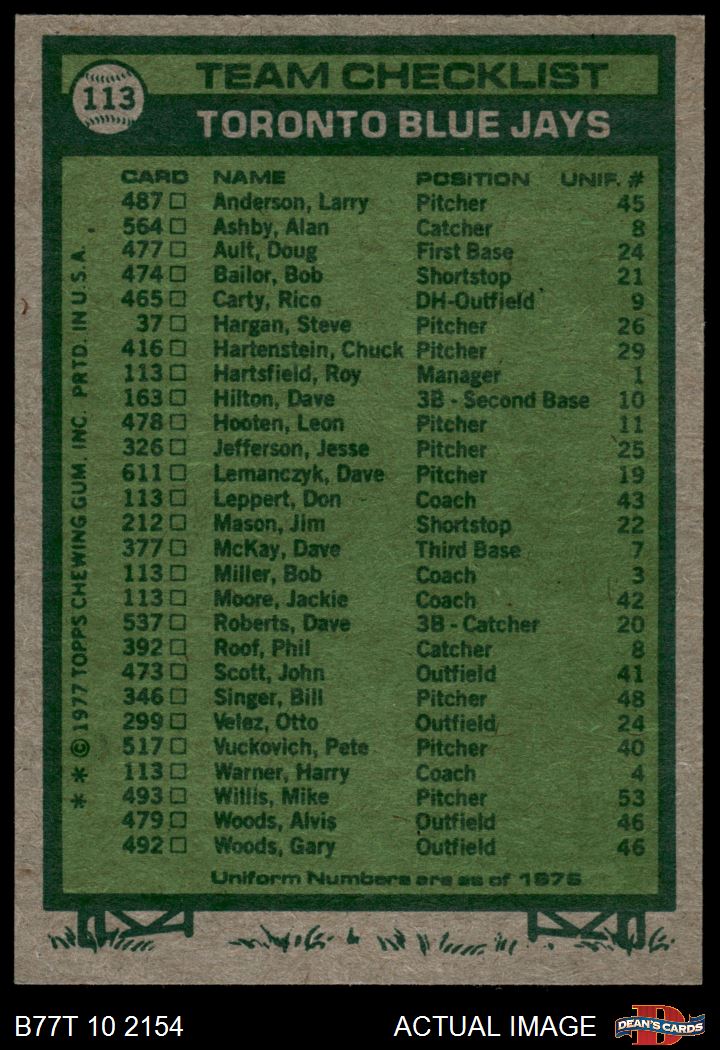 113
TEAM CHECKLIST
TORONTO BLUE JAYS
CARD NAME POSITION UNIF. #
487 Anderson, Larry Pitcher 45
564 Ashby, Alan Catcher 8
477 Ault, Doug First Base 24
474 Bailor, Bob Shortstop 21
465 Carty, Rico DH-Outfield 9
37 Hargan, Steve Pitcher 26
416 Hartenstein, Chuck Pitcher 29
113 Hartsfield, Roy Manager 1
163 Hilton, Dave 3B - Second Base 10
478 Hooten, Leon Pitcher 11
326 Jefferson, Jesse Pitcher 25
611 Lemanczyk, Dave Pitcher 19
113 Leppert, Don Coach 43
212 Mason, Jim Shortstop 22
377 McKay, Dave Third Base 7
113 Miller, Bob Coach 3
113 Moore, Jackie Coach 42
537 Roberts, Dave 3B - Catcher 20
392 Roof, Phil Catcher 8
473 Scott, John Outfield 41
346 Singer, Bill Pitcher 48
299 Velez, Otto Outfield 24
517 Vuckovich, Pete Pitcher 40
113 Warner, Harry Coach 4
493 Willis, Mike Pitcher 53
479 Woods, Alvis Outfield 46
492 Woods, Gary Outfield 46
Uniform Numbers are as of 1976
* * © 1977 TOPPS CHEWING GUM, INC. PRTD. IN U.S.A.
B77T 10 2154
ACTUAL IMAGE
D
DEAN'S CARDS